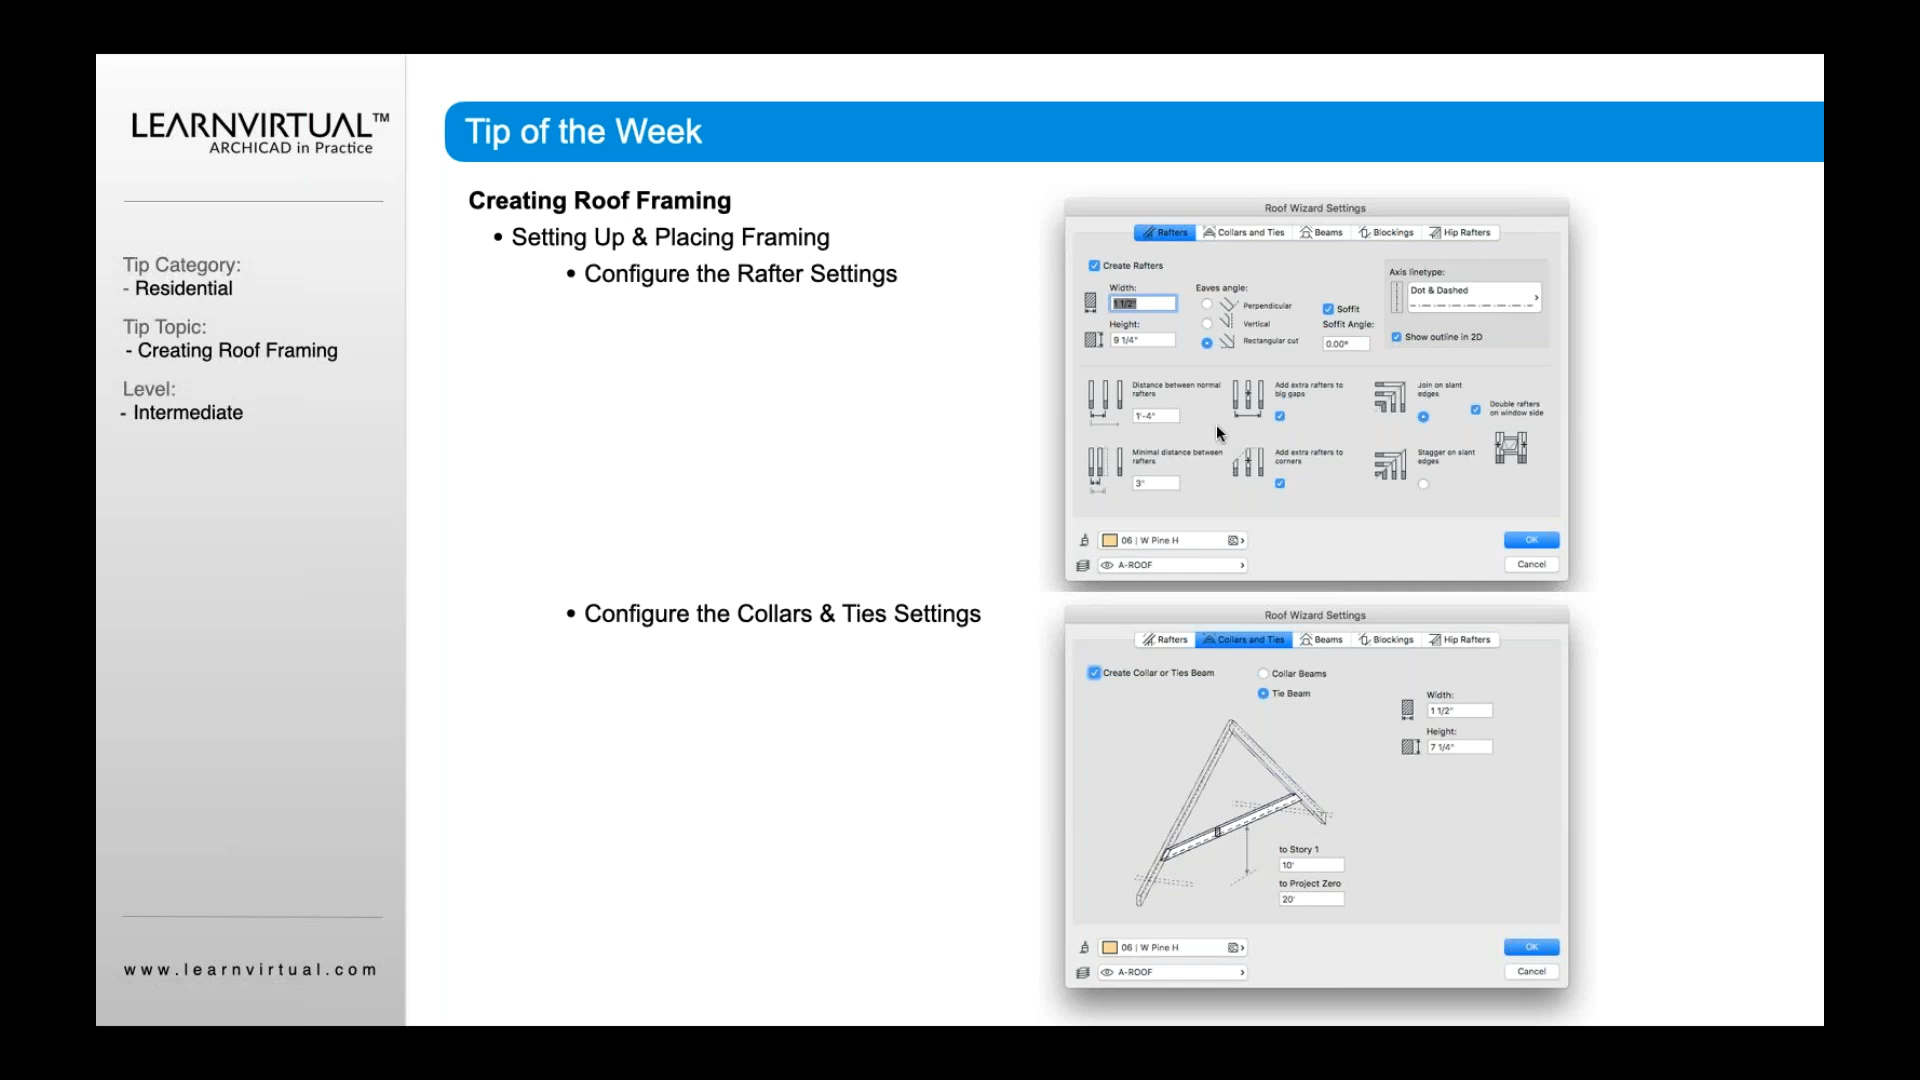 LEARNVIRTUAL™
ARCHICAD in Practice
Tip Category:
- Residential
Tip Topic:
- Creating Roof Framing
Level:
- Intermediate
www.learnvirtual.com
Tip of the Week
Creating Roof Framing
• Setting Up & Placing Framing
• Configure the Rafter Settings
Roof Wizard Settings
Rafters Collars and Ties Beams Blockings Hip Rafters
Create Rafters
Width:
1 1/2"
Height:
9 1/4"
Eaves angle:
Perpendicular
Vertical
Rectangular cut
Soffit
Soffit Angle:
0.00°
Axis linetype:
Dot & Dashed
Show outline in 2D
Distance between normal
rafters
1'-4"
Add extra rafters to
big gaps
Join on slant
edges
Double rafters
on window side
Minimal distance between
rafters
3"
Add extra rafters to
corners
Stagger on slant
edges
06 | W Pine H
A-ROOF
OK
Cancel
• Configure the Collars & Ties Settings
Roof Wizard Settings
Rafters Collars and Ties Beams Blockings Hip Rafters
Create Collar or Ties Beam
Collar Beams
Tie Beam
Width:
1 1/2"
Height:
7 1/4"
to Story 1
10'
to Project Zero
20'
06 | W Pine H
A-ROOF
OK
Cancel